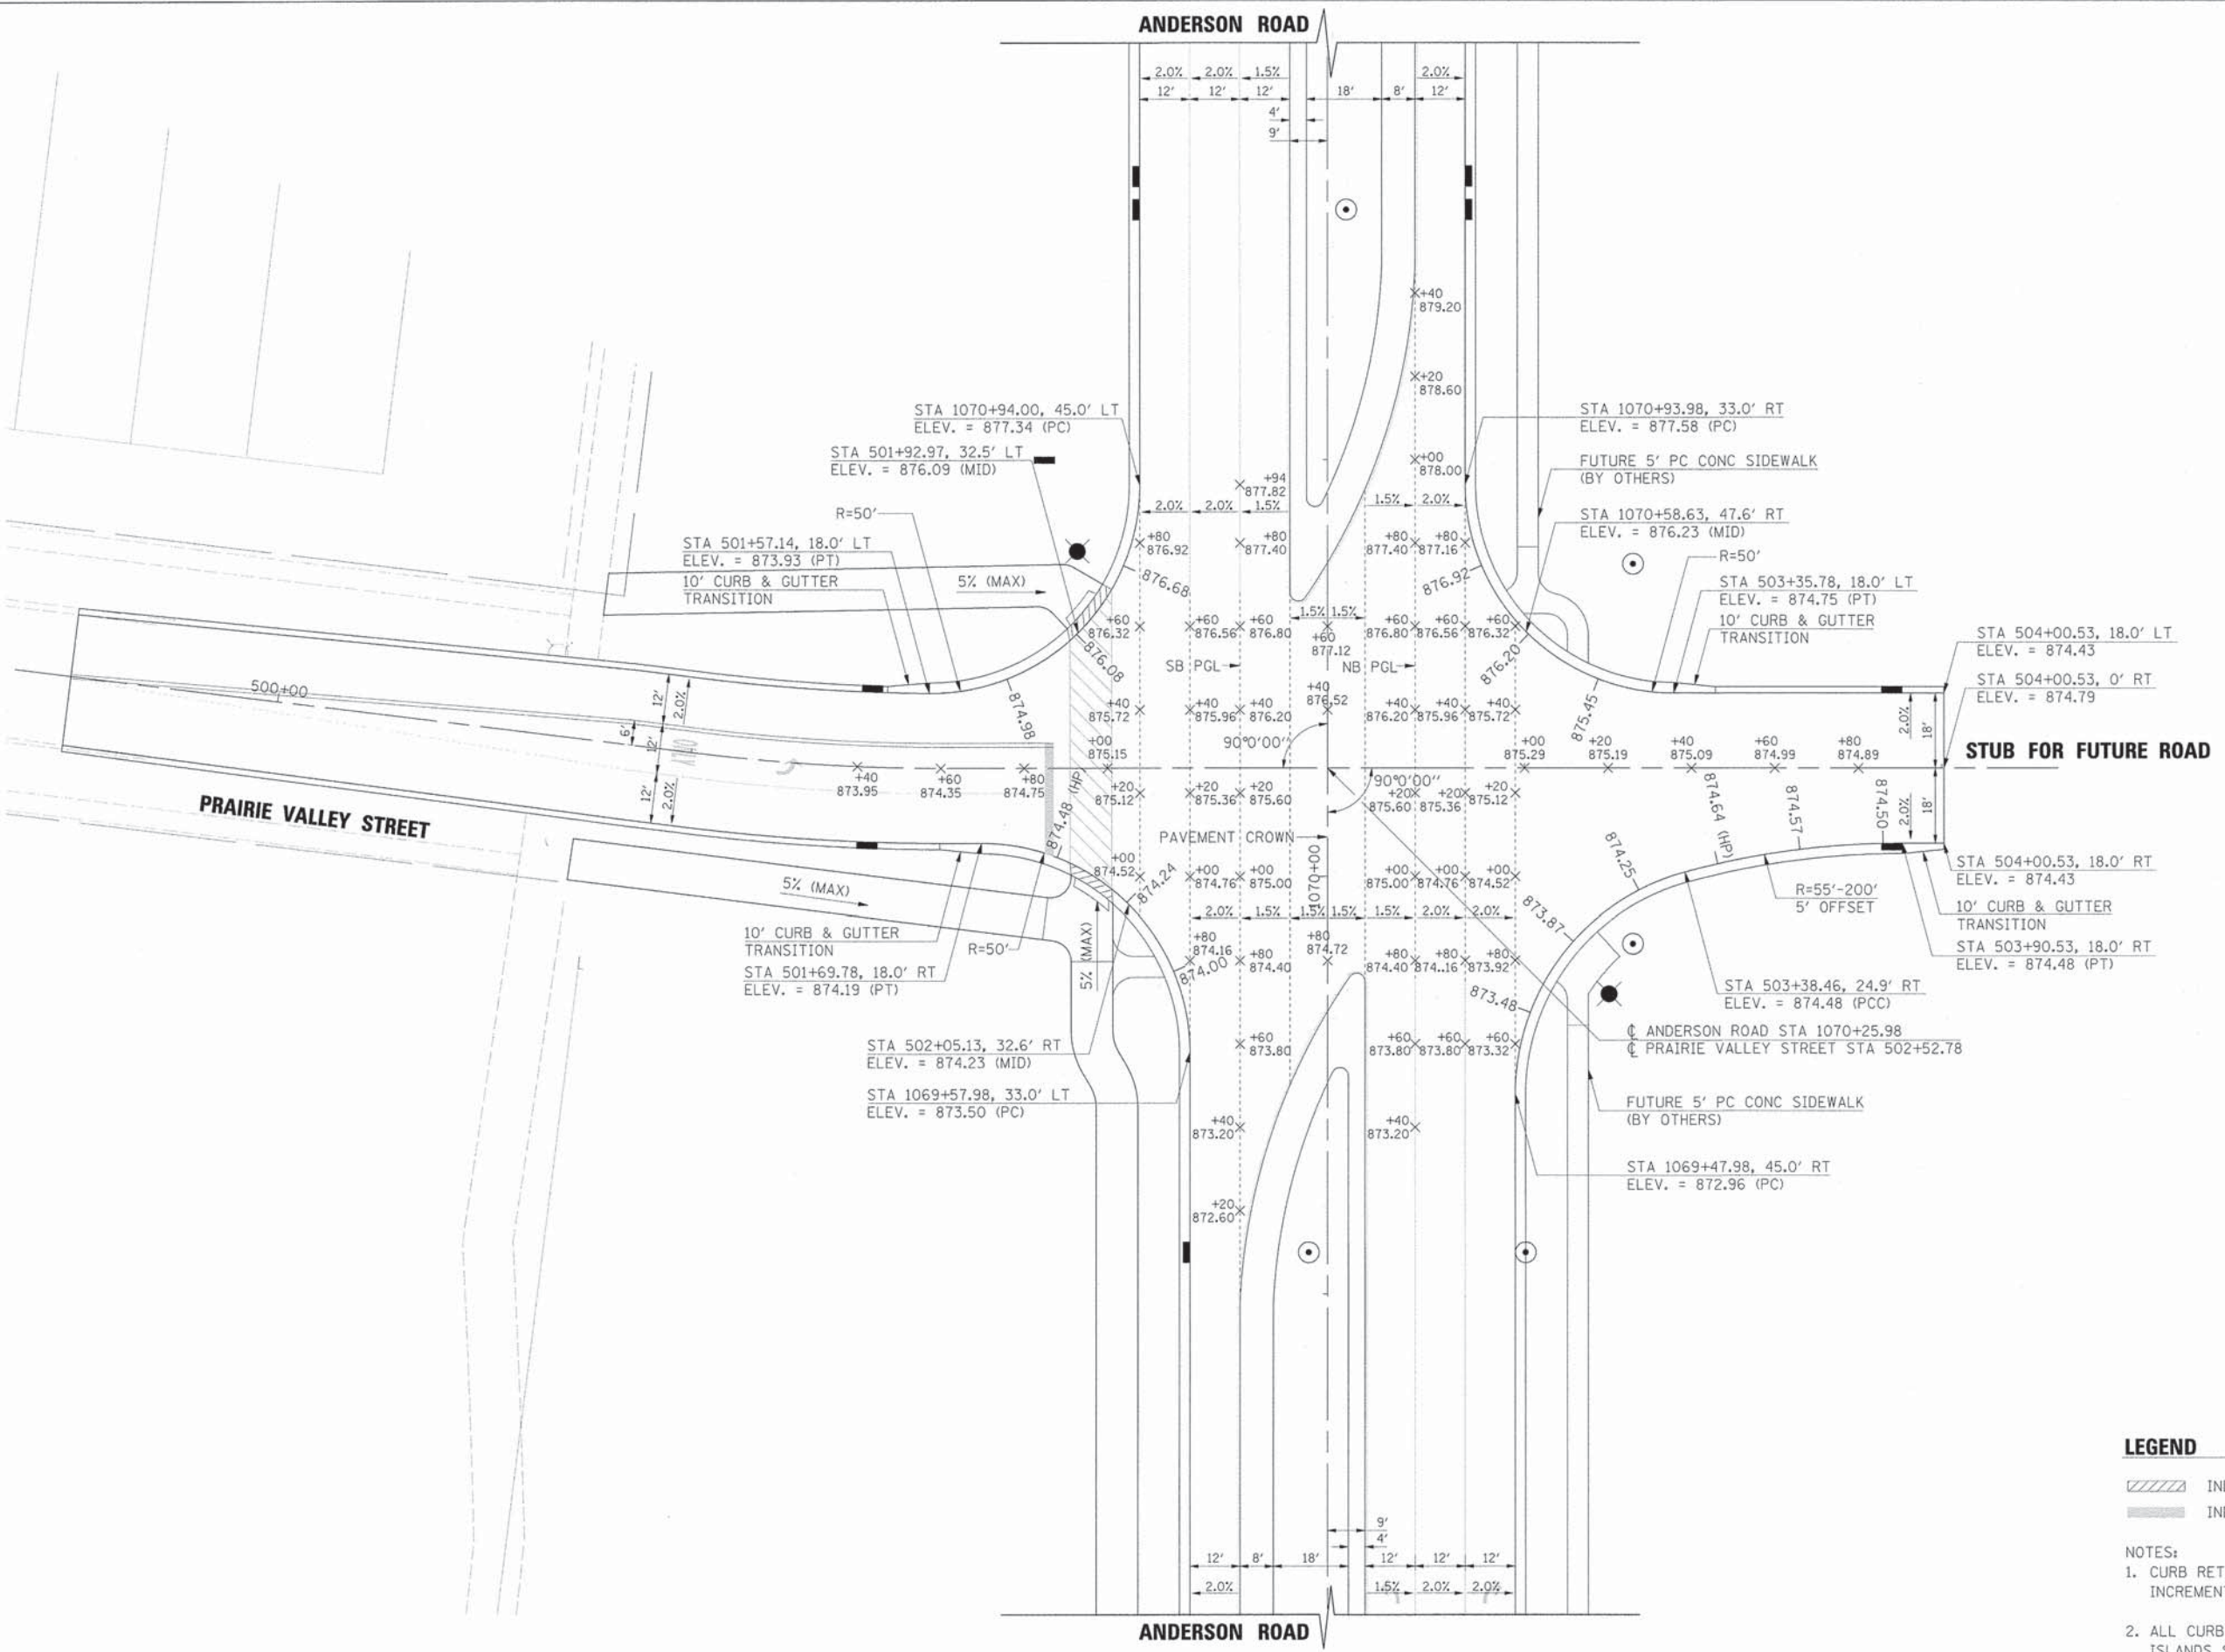 ANDERSON ROAD
2.0% 2.0% 1.5% 2.0%
12' 12' 12' 18' 8' 12'
4'
9'
+40
879.20
+20
878.60
+00
878.00
STA 1070+94.00, 45.0' LT
ELEV. = 877.34 (PC)
STA 501+92.97, 32.5' LT
ELEV. = 876.09 (MID)
R=50'
STA 501+57.14, 18.0' LT
ELEV. = 873.93 (PT)
10' CURB & GUTTER
TRANSITION
5% (MAX)
STA 1070+93.98, 33.0' RT
ELEV. = 877.58 (PC)
FUTURE 5' PC CONC SIDEWALK
(BY OTHERS)
STA 1070+58.63, 47.6' RT
ELEV. = 876.23 (MID)
R=50'
STA 503+35.78, 18.0' LT
ELEV. = 874.75 (PT)
10' CURB & GUTTER
TRANSITION
STA 504+00.53, 18.0' LT
ELEV. = 874.43
STA 504+00.53, 0' RT
ELEV. = 874.79
STUB FOR FUTURE ROAD
+94
877.82
2.0% 2.0% 1.5% 1.5% 2.0%
+80 +80 +80 +80
876.92 877.40 877.40 877.16
876.68
876.92
1.5% 1.5%
+60 +60 +60 +60 +60 +60 +60
876.32 876.56 876.80 877.12 876.80 876.56 876.32
876.08
SB PGL
NB PGL
876.20
874.98
875.45
+40 +40 +40 +40 +40 +40 +40
875.72 875.96 876.20 876.52 876.20 875.96 875.72
90°0'00''
90°0'00''
500+00
12' 2.0%
6' 12'
ONLY
12' 2.0%
+40 +60 +80 +00
873.95 874.35 874.75 875.15
+00 +20 +40 +60 +80
875.29 875.19 875.09 874.99 874.89
2.0% 18'
2.0% 18'
PRAIRIE VALLEY STREET
+20 +20 +20 +20 +20 +20
875.12 875.36 875.60 875.60 875.36 875.12
874.48 (HP)
PAVEMENT CROWN
1070+00
874.64 (HP)
874.57
874.50
874.25
873.87
+00 +00 +00 +00 +00 +00
874.52 874.76 875.00 875.00 874.76 874.52
874.24
2.0% 1.5% 1.5% 1.5% 1.5% 2.0% 2.0%
5% (MAX)
10' CURB & GUTTER
TRANSITION
R=50'
5% (MAX)
STA 501+69.78, 18.0' RT
ELEV. = 874.19 (PT)
+80 +80 +80 +80 +80 +80
874.16 874.40 874.72 874.40 874..16 873.92
874.00
873.48
STA 504+00.53, 18.0' RT
ELEV. = 874.43
R=55'-200'
5' OFFSET
10' CURB & GUTTER
TRANSITION
STA 503+90.53, 18.0' RT
ELEV. = 874.48 (PT)
STA 503+38.46, 24.9' RT
ELEV. = 874.48 (PCC)
℄ ANDERSON ROAD STA 1070+25.98
℄ PRAIRIE VALLEY STREET STA 502+52.78
STA 502+05.13, 32.6' RT
ELEV. = 874.23 (MID)
+60 +60 +60 +60
873.80 873.80 873.80 873.32
STA 1069+57.98, 33.0' LT
ELEV. = 873.50 (PC)
FUTURE 5' PC CONC SIDEWALK
(BY OTHERS)
+40 +40
873.20 873.20
STA 1069+47.98, 45.0' RT
ELEV. = 872.96 (PC)
+20
872.60
9'
4'
12' 8' 18' 12' 12' 12'
2.0% 1.5% 2.0% 2.0%
ANDERSON ROAD
LEGEND
NOTES:
1. CURB
2. ALL CURB
ISLANDS